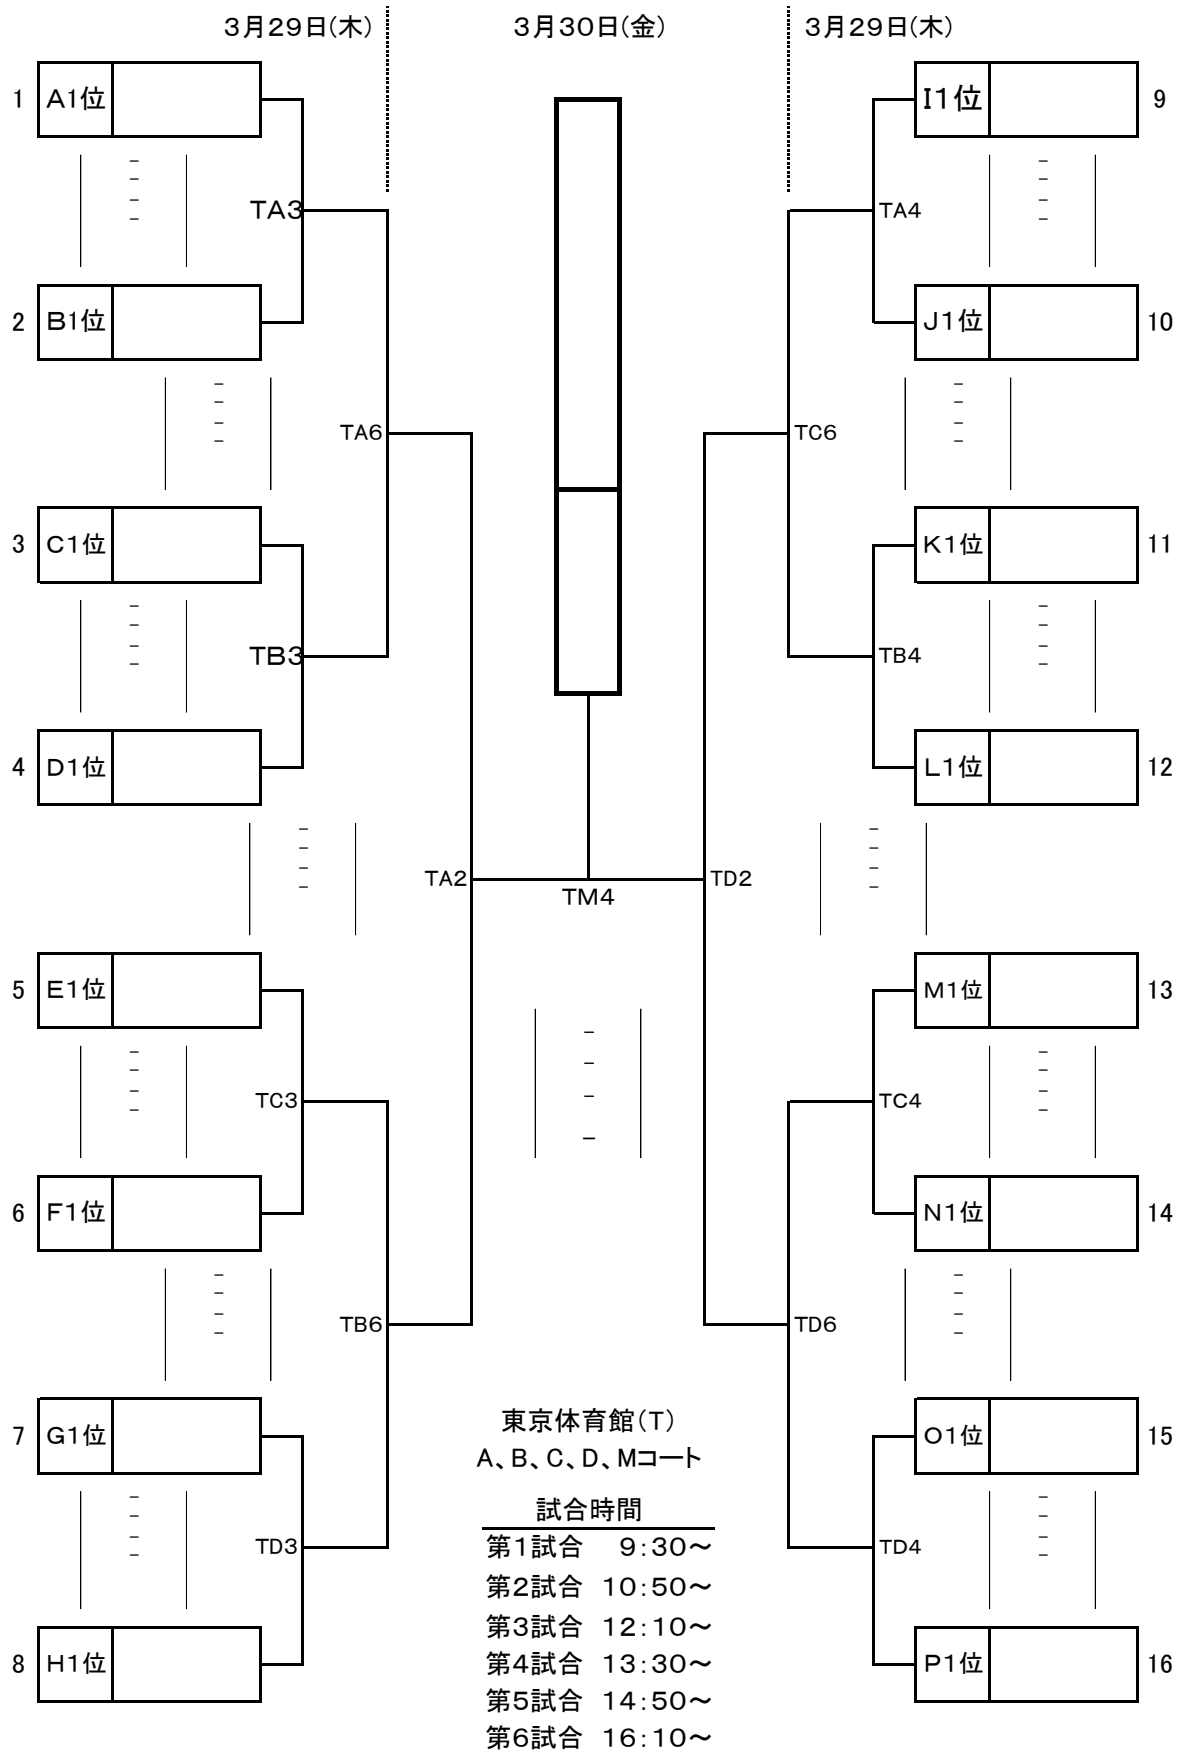 3月29日(木)
3月30日(金)
3月29日(木)
1 A1位
TA3
2 B1位
TA6
3 C1位
TB3
4 D1位
TA2
5 E1位
TC3
6 F1位
TB6
7 G1位
TD3
8 H1位
TM4
I1位 9
TA4
J1位 10
TC6
K1位 11
TB4
L1位 12
TD2
M1位 13
TC4
N1位 14
TD6
O1位 15
TD4
P1位 16
東京体育館(T)
A、B、C、D、Mコート
試合時間
第1試合 9:30～
第2試合 10:50～
第3試合 12:10～
第4試合 13:30～
第5試合 14:50～
第6試合 16:10～